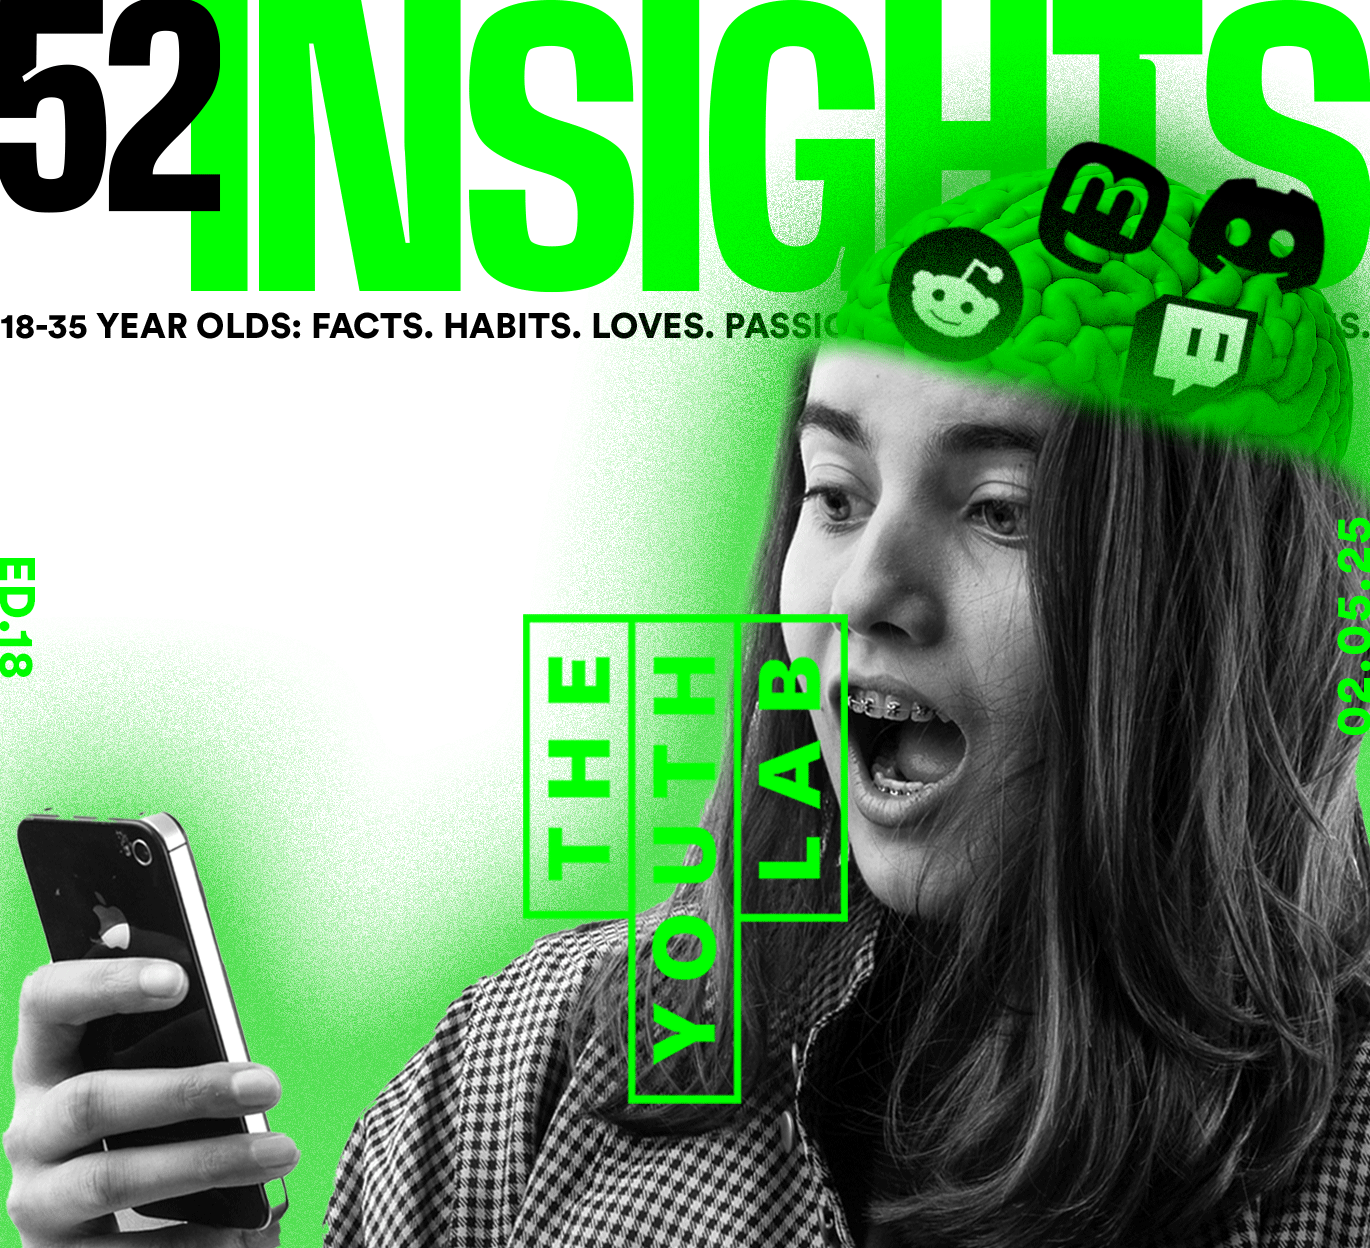 52 INSIGHTS
18-35 YEAR OLDS: FACTS. HABITS. LOVES.
ED.18
02.05.25
THE
YOUTH
LAB